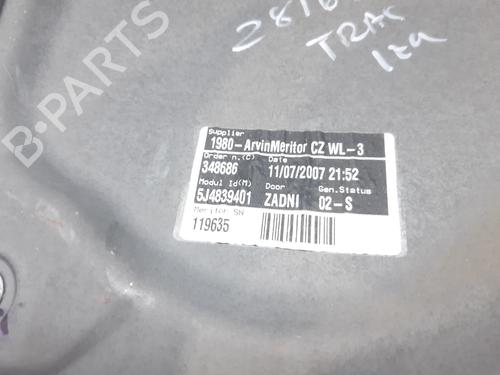 B-PARTS
TRAC
Supplier
1980-ArvinMeritor CZ WL-3
Order n.(C) Date
348686 11/07/2007 21:52
Modul Id(M) Door Gen.Status
5J4839401 ZADNI 02-S
Meritor SN
119635